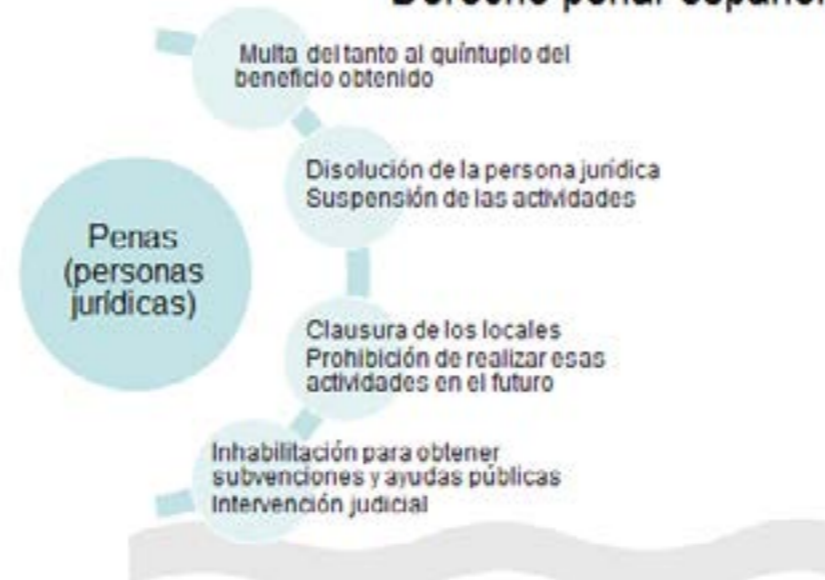 Derecho penal español
Multa del tanto al quíntuplo del
beneficio obtenido
Disolución de la persona jurídica
Suspensión de las actividades
Penas
(personas
jurídicas)
Clausura de los locales
Prohibición de realizar esas
actividades en el futuro
Inhabilitación para obtener
subvenciones y ayudas públicas
Intervención judicial